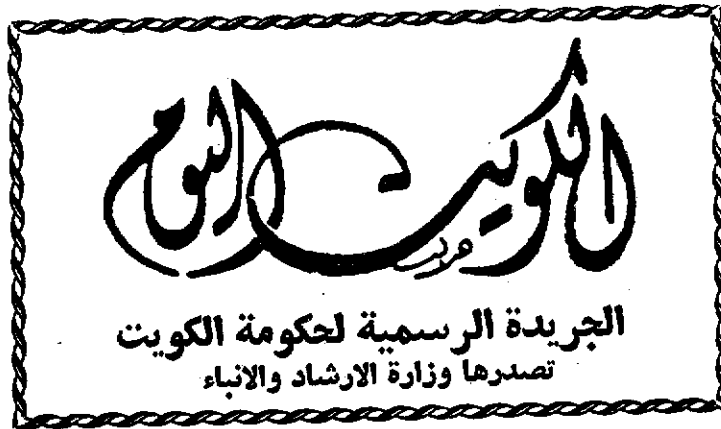 الكويت اليوم
الجريدة الرسمية لحكومة الكويت
تصدرها وزارة الارشاد والانباء